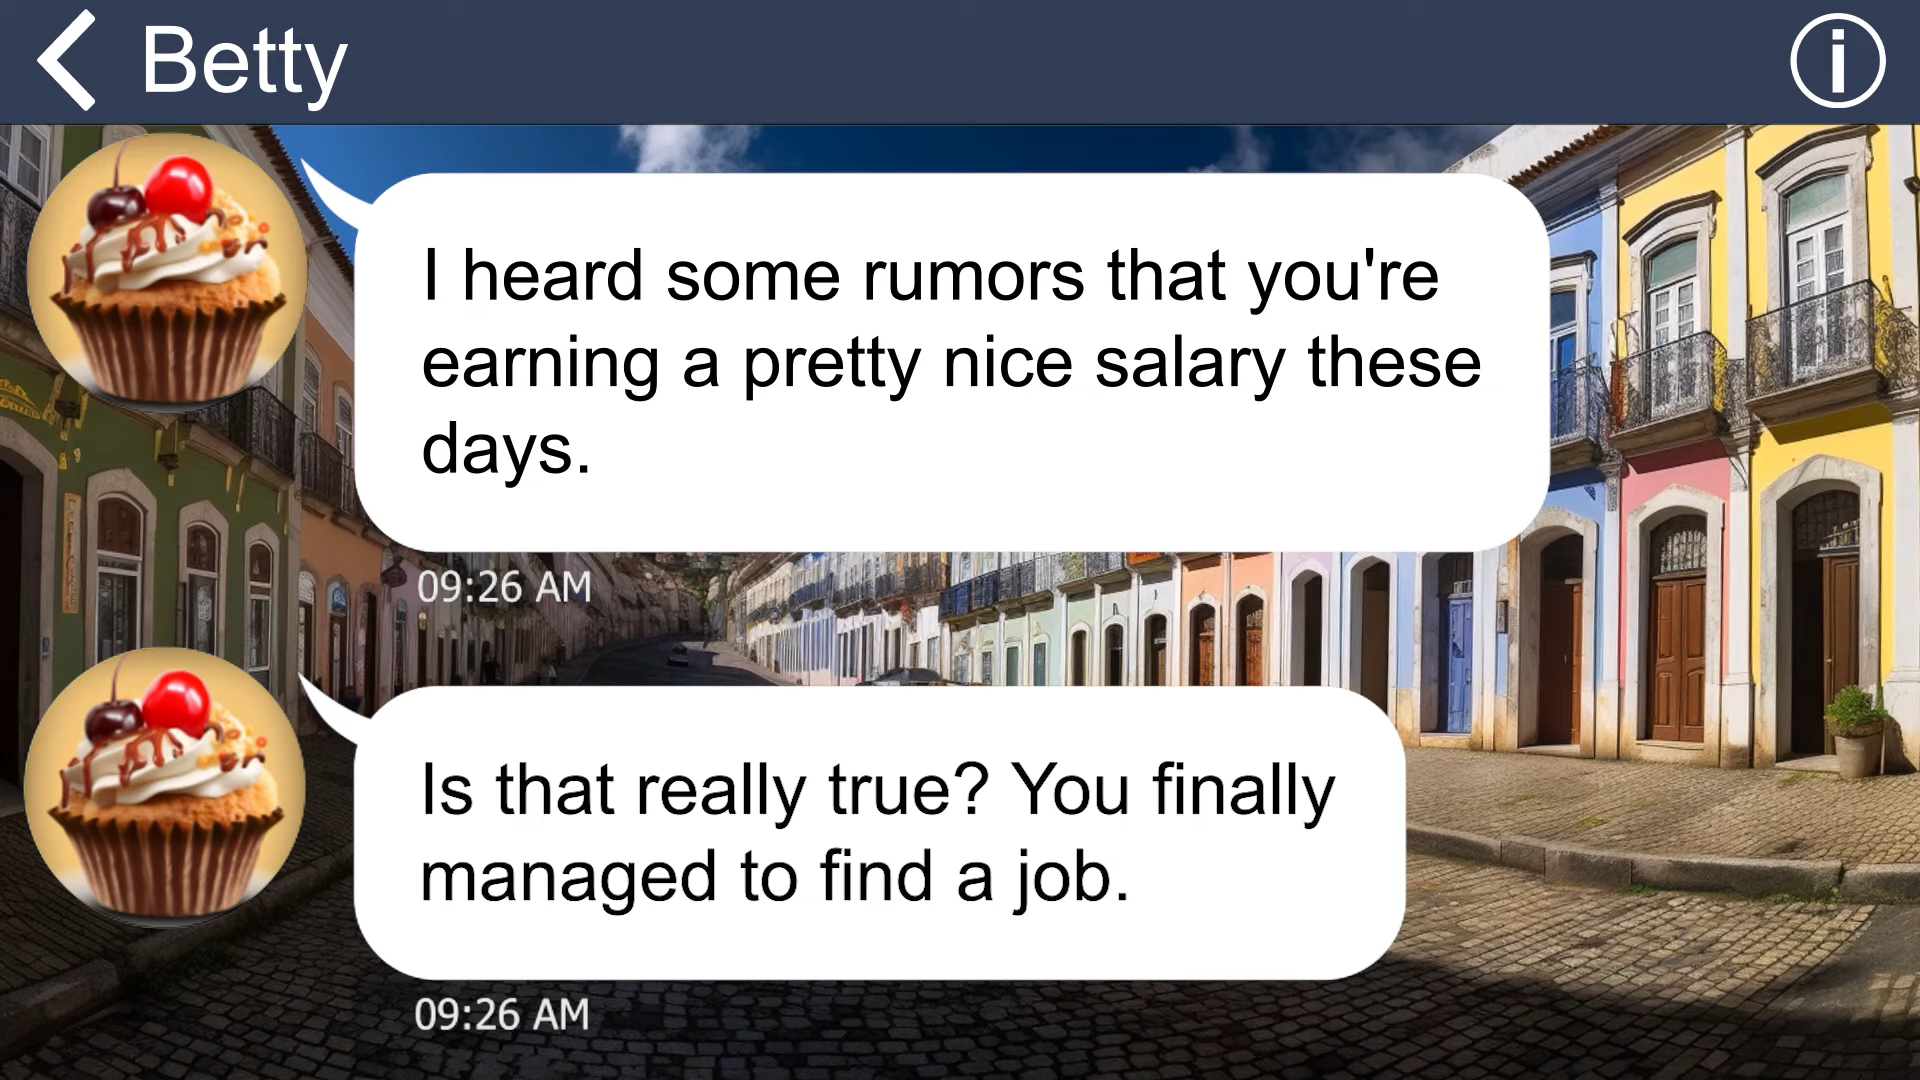 Betty
I heard some rumors that you're
earning a pretty nice salary these
days.
09:26 AM
Is that really true? You finally
managed to find a job.
09:26 AM